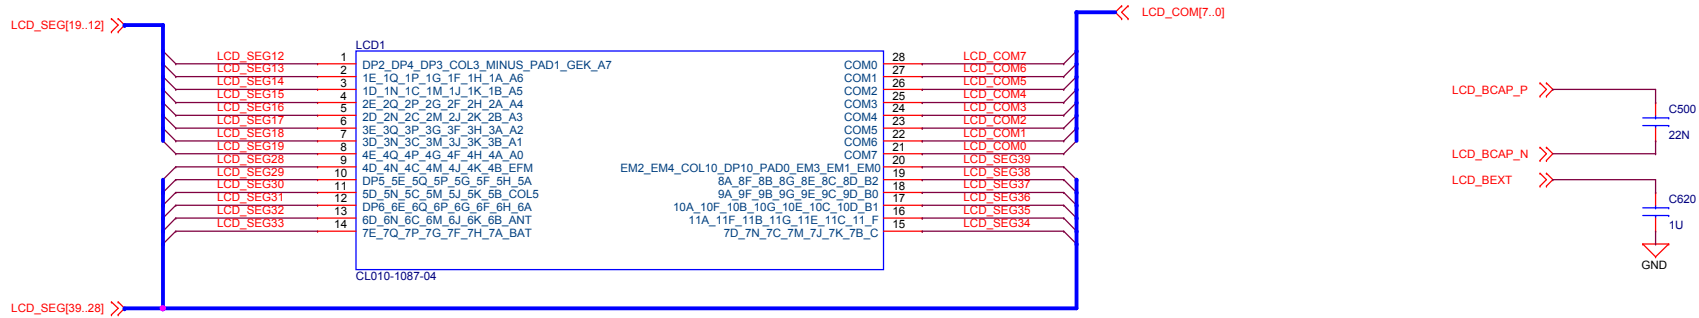 LCD_SEG[19..12]
LCD_COM[7..0]
LCD1
LCD_SEG12 1 DP2_DP4_DP3_COL3_MINUS_PAD1_GEK_A7 COM0 28 LCD_COM7
LCD_SEG13 2 1E_1Q_1P_1G_1F_1H_1A_A6 COM1 27 LCD_COM6
LCD_SEG14 3 1D_1N_1C_1M_1J_1K_1B_A5 COM2 26 LCD_COM5
LCD_SEG15 4 2E_2Q_2P_2G_2F_2H_2A_A4 COM3 25 LCD_COM4
LCD_SEG16 5 2D_2N_2C_2M_2J_2K_2B_A3 COM4 24 LCD_COM3
LCD_SEG17 6 3E_3Q_3P_3G_3F_3H_3A_A2 COM5 23 LCD_COM2
LCD_SEG18 7 3D_3N_3C_3M_3J_3K_3B_A1 COM6 22 LCD_COM1
LCD_SEG19 8 4E_4Q_4P_4G_4F_4H_4A_A0 COM7 21 LCD_COM0
LCD_SEG28 9 4D_4N_4C_4M_4J_4K_4B_EFM EM2_EM4_COL10_DP10_PAD0_EM3_EM1_EM0 20 LCD_SEG39
LCD_SEG29 10 DP5_5E_5Q_5P_5G_5F_5H_5A 8A_8F_8B_8G_8E_8C_8D_B2 19 LCD_SEG38
LCD_SEG30 11 5D_5N_5C_5M_5J_5K_5B_COL5 9A_9F_9B_9G_9E_9C_9D_B0 18 LCD_SEG37
LCD_SEG31 12 DP6_6E_6Q_6P_6G_6F_6H_6A 10A_10F_10B_10G_10E_10C_10D_B1 17 LCD_SEG36
LCD_SEG32 13 6D_6N_6C_6M_6J_6K_6B_ANT 11A_11F_11B_11G_11E_11C_11_F 16 LCD_SEG35
LCD_SEG33 14 7E_7Q_7P_7G_7F_7H_7A_BAT 7D_7N_7C_7M_7J_7K_7B_C 15 LCD_SEG34
CL010-1087-04
LCD_SEG[39..28]
LCD_BCAP_P
C500
22N
LCD_BCAP_N
LCD_BEXT
C620
1U
GND